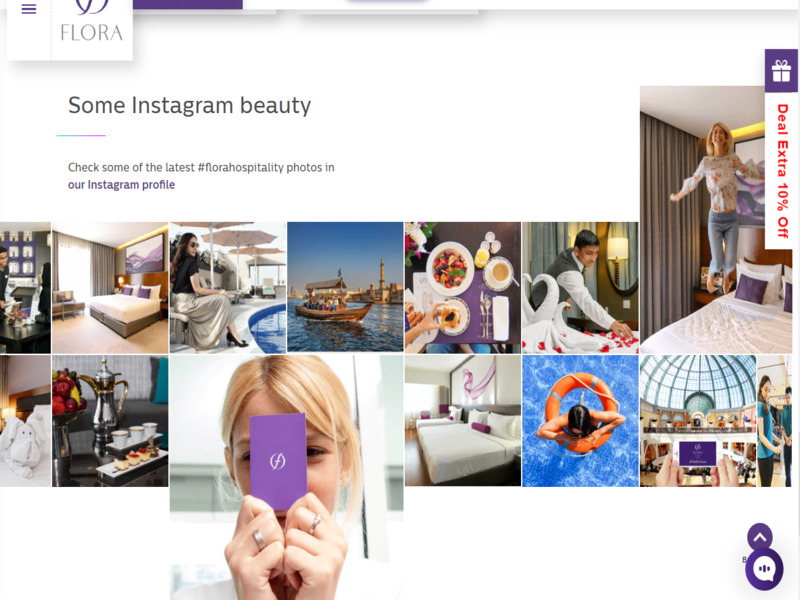 FLORA
Some Instagram beauty
Check some of the latest #florahospitality photos in
our Instagram profile
Deal Extra 10% Off